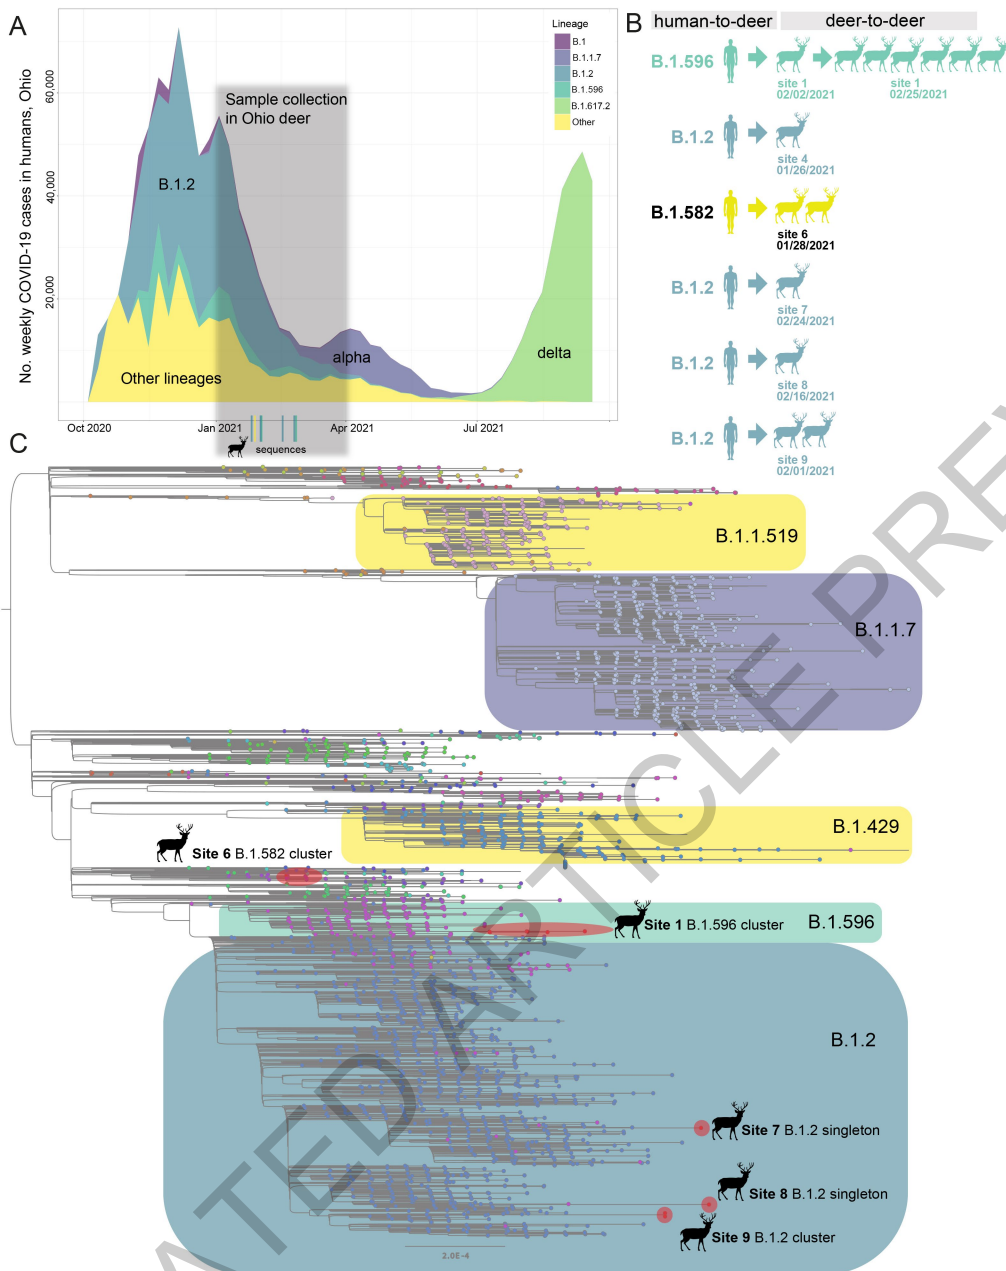 A
No. weekly COVID-19 cases in humans, Ohio
60,000
40,000
20,000
Lineage
B.1
B.1.1.7
B.1.2
B.1.596
B.1.617.2
Other
Sample collection
in Ohio deer
B.1.2
Other lineages
alpha
delta
Oct 2020
Jan 2021
Apr 2021
Jul 2021
sequences
B
human-to-deer
deer-to-deer
B.1.596
site 1
02/02/2021
site 1
02/25/2021
B.1.2
site 4
01/26/2021
B.1.582
site 6
01/28/2021
B.1.2
site 7
02/24/2021
B.1.2
site 8
02/16/2021
B.1.2
site 9
02/01/2021
C
B.1.1.519
B.1.1.7
B.1.429
Site 6 B.1.582 cluster
B.1.596
Site 1 B.1.596 cluster
B.1.2
Site 7 B.1.2 singleton
Site 8 B.1.2 singleton
Site 9 B.1.2 cluster
2.0E-4
TED ARTICLE PRE